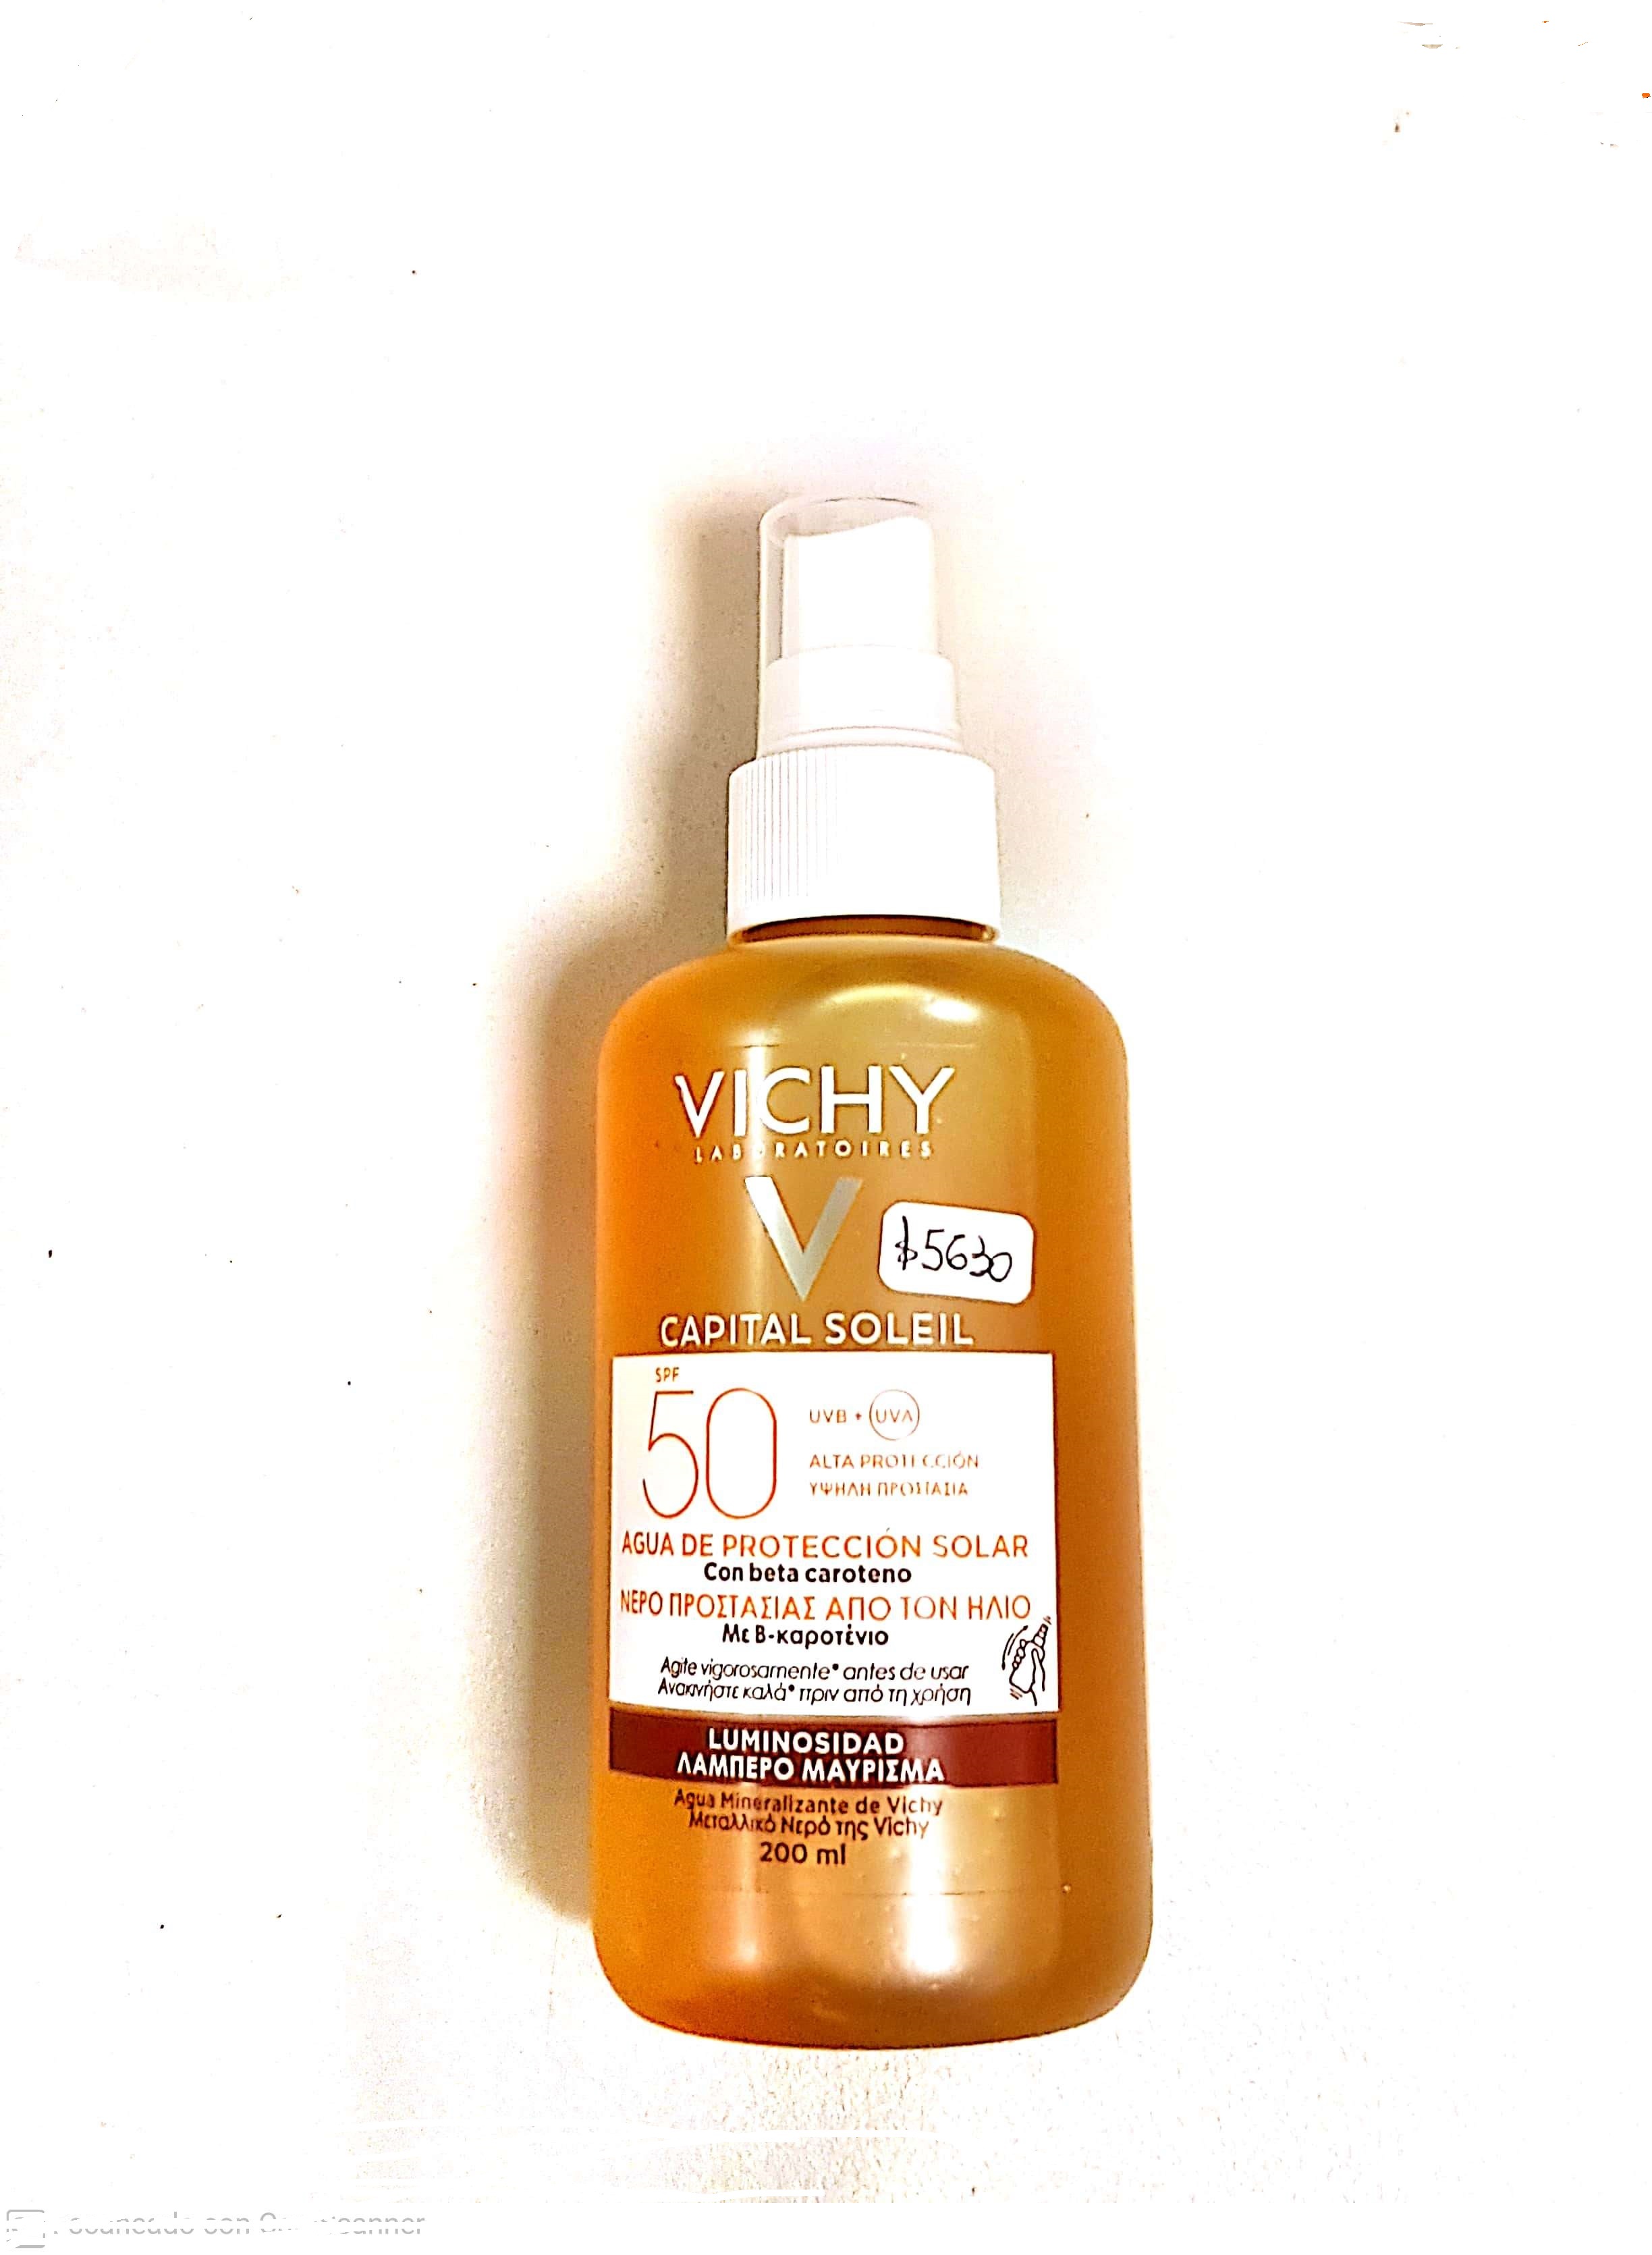 VICHY
LABORATOIRES
V
$5630
CAPITAL SOLEIL
SPF
50
UVB + UVA
ALTA PROTECCIÓN
ΥΨΗΛΗ ΠΡΟΣΤΑΣΙΑ
AGUA DE PROTECCIÓN SOLAR
Con beta caroteno
ΝΕΡΟ ΠΡΟΣΤΑΣΙΑΣ ΑΠΟ ΤΟΝ ΗΛΙΟ
Με Β-καροτένιο
Agite vigorosamente* antes de usar
Ανακινήστε καλά* πριν από τη χρήση
LUMINOSIDAD
ΛΑΜΠΕΡΟ ΜΑΥΡΙΣΜΑ
Agua Mineralizante de Vichy
Μεταλλικό Νερό της Vichy
200 ml
con